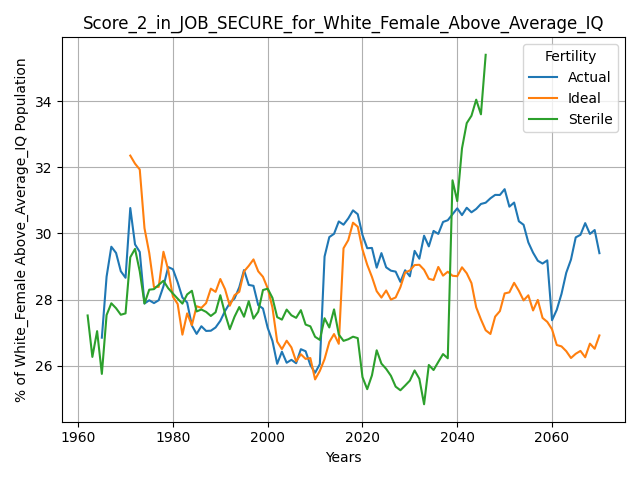 Score_2_in_JOB_SECURE_for_White_Female_Above_Average_IQ
% of White_Female Above_Average_IQ Population
34
32
30
28
26
1960
1980
2000
2020
2040
2060
Years
Fertility
Actual
Ideal
Sterile